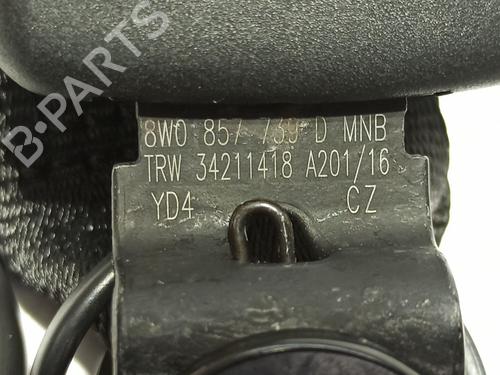 B-PARTS
8W0 857 739 D MNB
TRW 34211418 A201/16
YD4 CZ